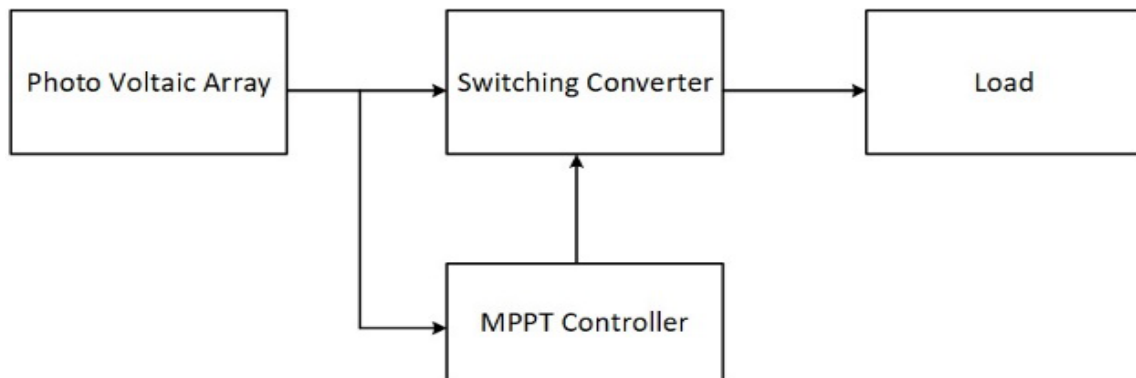 Photo Voltaic Array
Switching Converter
Load
MPPT Controller